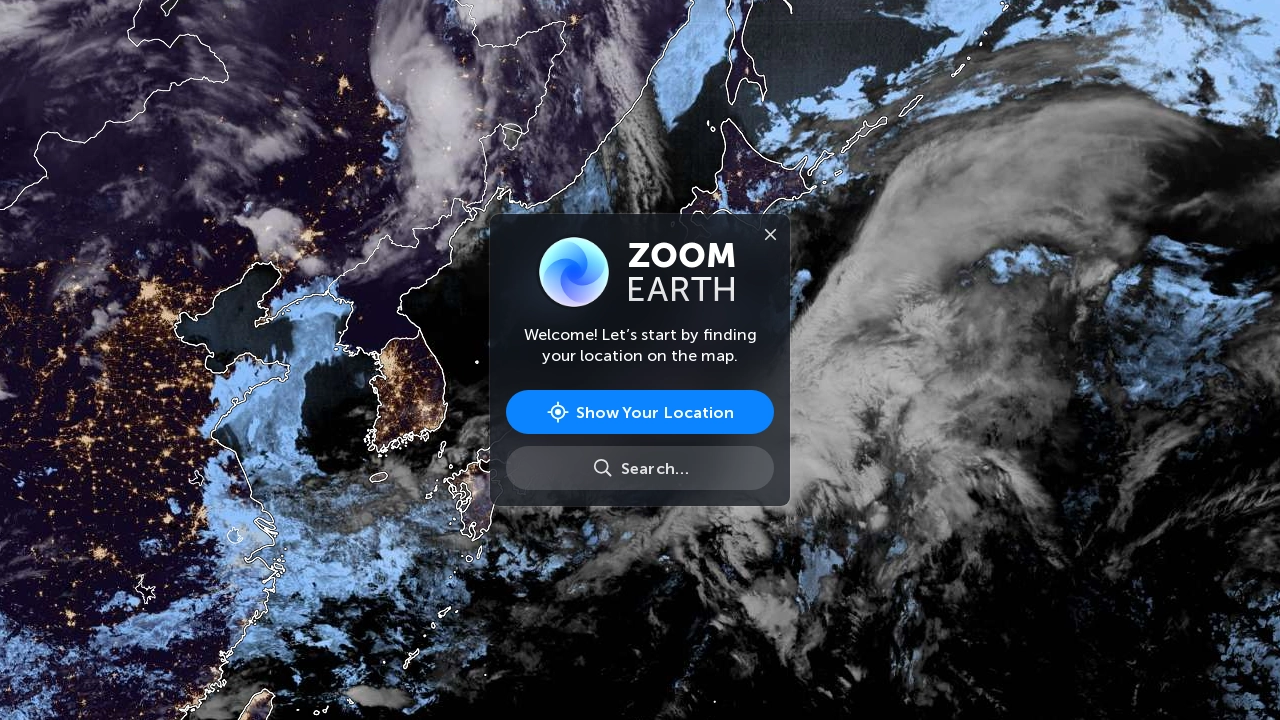 ZOOM
EARTH
Welcome! Let’s start by finding
your location on the map.
Show Your Location
Search…